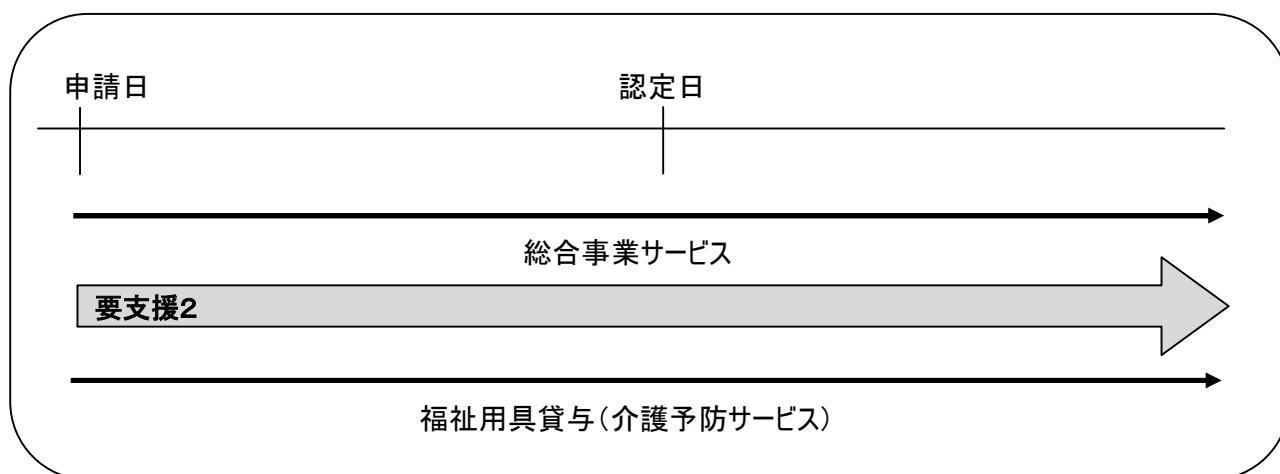 申請日
認定日
総合事業サービス
要支援２
福祉用具貸与（介護予防サービス）